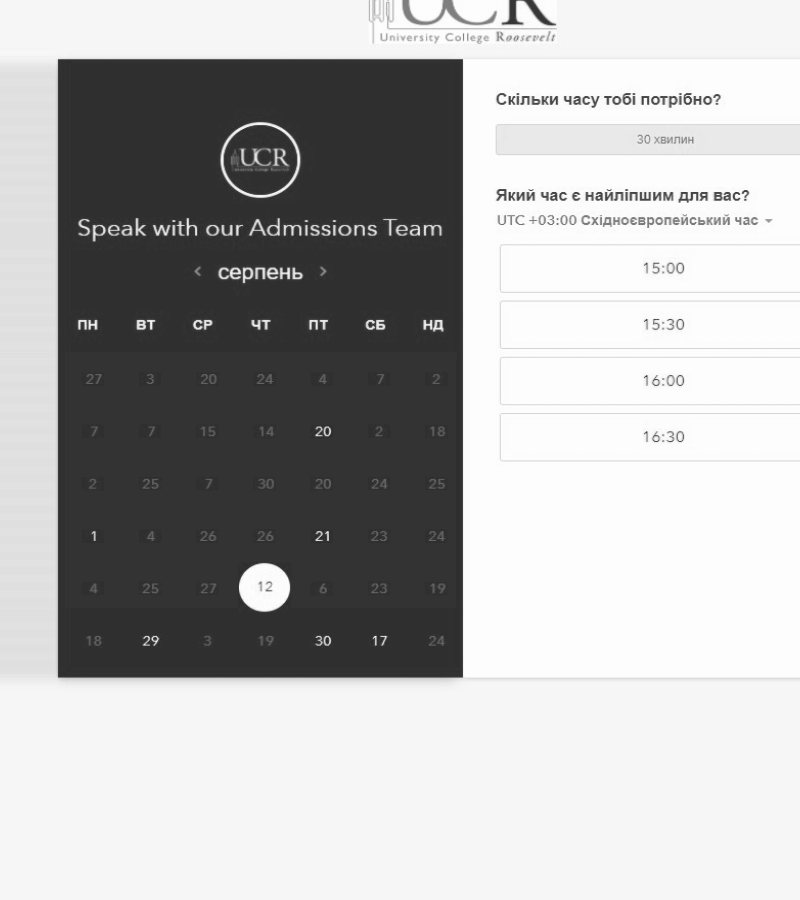 UCR
University College Roosevelt
UCR
Speak with our Admissions Team
серпень
ПН ВТ СР ЧТ ПТ СБ НД
27 3 20 24 4 7 2
7 7 15 14 20 2 18
2 25 7 30 20 24 25
1 4 26 26 21 23 24
4 25 27 12 6 23 19
18 29 3 19 30 17 24
Скільки часу тобі потрібно?
30 хвилин
Який час є найліпшим для вас?
UTC +03:00 Східноєвропейський час
15:00
15:30
16:00
16:30